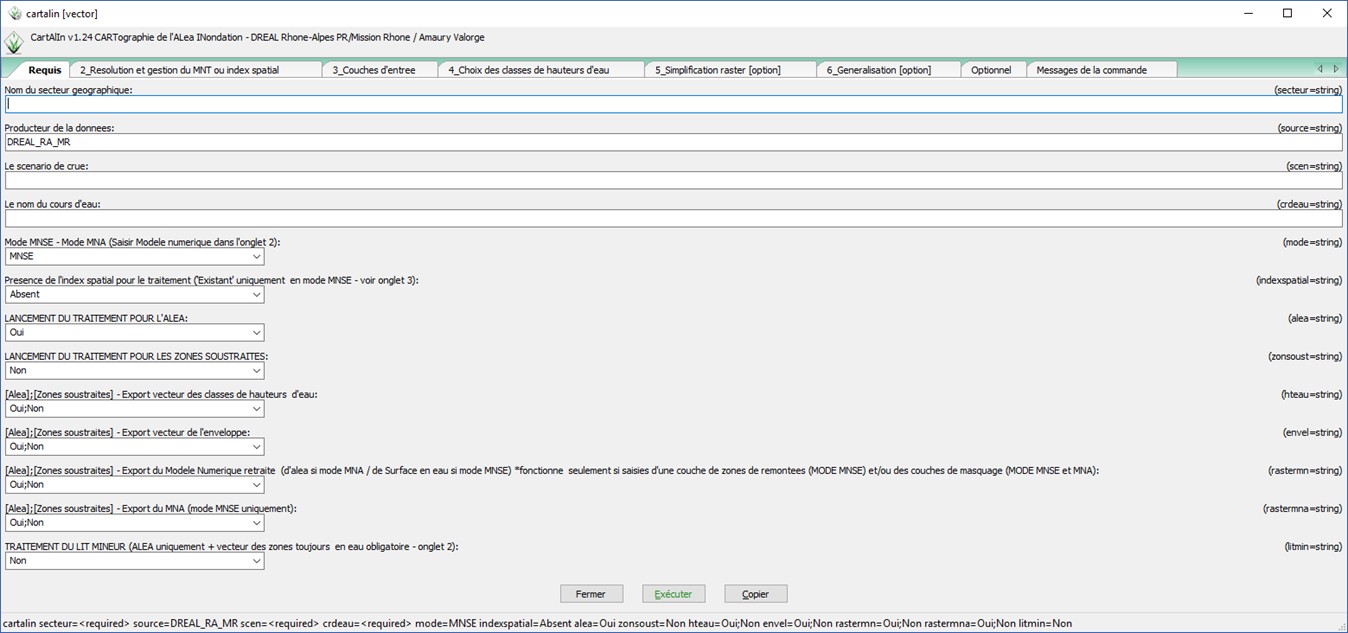 cartalin [vector]
CartAlIn v1.24 CARTographie de l'ALea INondation - DREAL Rhone-Alpes PR/Mission Rhone / Amaury Valorge
Requis 2_Resolution et gestion du MNT ou index spatial 3_Couches d'entree 4_Choix des classes de hauteurs d'eau 5_Simplification raster [option] 6_Generalisation [option] Optionnel Messages de la commande
Nom du secteur geographique: (secteur=string)
Producteur de la donnees: (source=string)
DREAL_RA_MR
Le scenario de crue: (scen=string)
Le nom du cours d'eau: (crdeau=string)
Mode MNSE - Mode MNA (Saisir Modele numerique dans l'onglet 2): (mode=string)
MNSE
Presence de l'index spatial pour le traitement ('Existant' uniquement en mode MNSE - voir onglet 3): (indexspatial=string)
Absent
LANCEMENT DU TRAITEMENT POUR L'ALEA: (alea=string)
Oui
LANCEMENT DU TRAITEMENT POUR LES ZONES SOUSTRAITES: (zonsoust=string)
Non
[Alea];[Zones soustraites] - Export vecteur des classes de hauteurs d'eau: (hteau=string)
Oui;Non
[Alea];[Zones soustraites] - Export vecteur de l'enveloppe: (envel=string)
Oui;Non
[Alea];[Zones soustraites] - Export du Modele Numerique retraite (d'alea si mode MNA / de Surface en eau si mode MNSE) *fonctionne seulement si saisies d'une couche de zones de remontees (MODE MNSE) et/ou des couches de masquage (MODE MNSE et MNA): (rastermn=string)
Oui;Non
[Alea];[Zones soustraites] - Export du MNA (mode MNSE uniquement): (rastermna=string)
Oui;Non
TRAITEMENT DU LIT MINEUR (ALEA uniquement + vecteur des zones toujours en eau obligatoire - onglet 2): (litmin=string)
Non
Fermer Exécuter Copier
cartalin secteur=<required> source=DREAL_RA_MR scen=<required> crdeau=<required> mode=MNSE indexspatial=Absent alea=Oui zonsoust=Non hteau=Oui;Non envel=Oui;Non rastermn=Oui;Non rastermna=Oui;Non litmin=Non